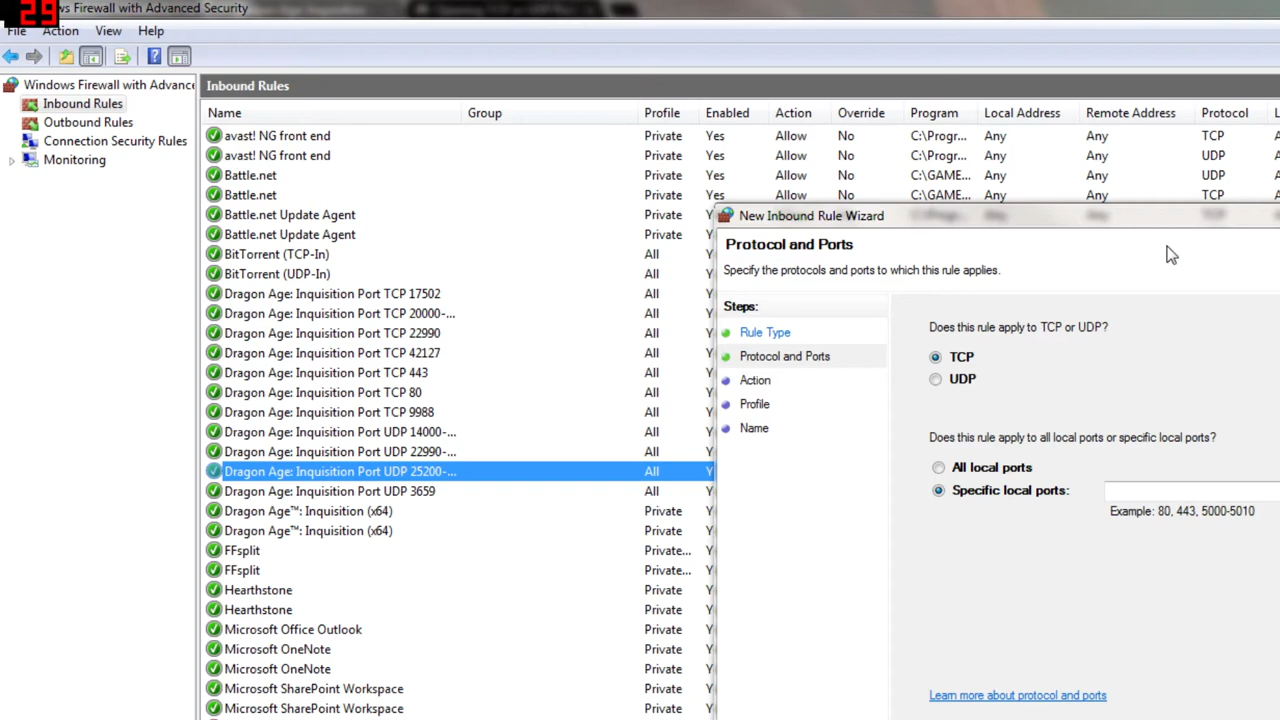 29
ws Firewall with Advanced Security
File Action View Help
Windows Firewall with Advance
Inbound Rules
Outbound Rules
Connection Security Rules
Monitoring
Inbound Rules
Name Group Profile Enabled Action Override Program Local Address Remote Address Protocol L
avast! NG front end Private Yes Allow No C:\Progr... Any Any TCP A
avast! NG front end Private Yes Allow No C:\Progr... Any Any UDP A
Battle.net Private Yes Allow No C:\GAME... Any Any UDP A
Battle.net Private Yes Allow No C:\GAME... Any Any TCP A
Battle.net Update Agent Private
Battle.net Update Agent Private
BitTorrent (TCP-In) All
BitTorrent (UDP-In) All
Dragon Age: Inquisition Port TCP 17502 All
Dragon Age: Inquisition Port TCP 20000-... All
Dragon Age: Inquisition Port TCP 22990 All
Dragon Age: Inquisition Port TCP 42127 All
Dragon Age: Inquisition Port TCP 443 All
Dragon Age: Inquisition Port TCP 80 All
Dragon Age: Inquisition Port TCP 9988 All
Dragon Age: Inquisition Port UDP 14000-... All
Dragon Age: Inquisition Port UDP 22990-... All
Dragon Age: Inquisition Port UDP 25200-... All Y
Dragon Age: Inquisition Port UDP 3659 All Y
Dragon Age™: Inquisition (x64) Private Y
Dragon Age™: Inquisition (x64) Private Y
FFsplit Private... Y
FFsplit Private... Y
Hearthstone Private Y
Hearthstone Private Y
Microsoft Office Outlook Private Y
Microsoft OneNote Private Y
Microsoft OneNote Private Y
Microsoft SharePoint Workspace Private Y
Microsoft SharePoint Workspace Private Y
New Inbound Rule Wizard
Protocol and Ports
Specify the protocols and ports to which this rule applies.
Steps:
Rule Type
Protocol and Ports
Action
Profile
Name
Does this rule apply to TCP or UDP?
TCP
UDP
Does this rule apply to all local ports or specific local ports?
All local ports
Specific local ports:
Example: 80, 443, 5000-5010
Learn more about protocol and ports